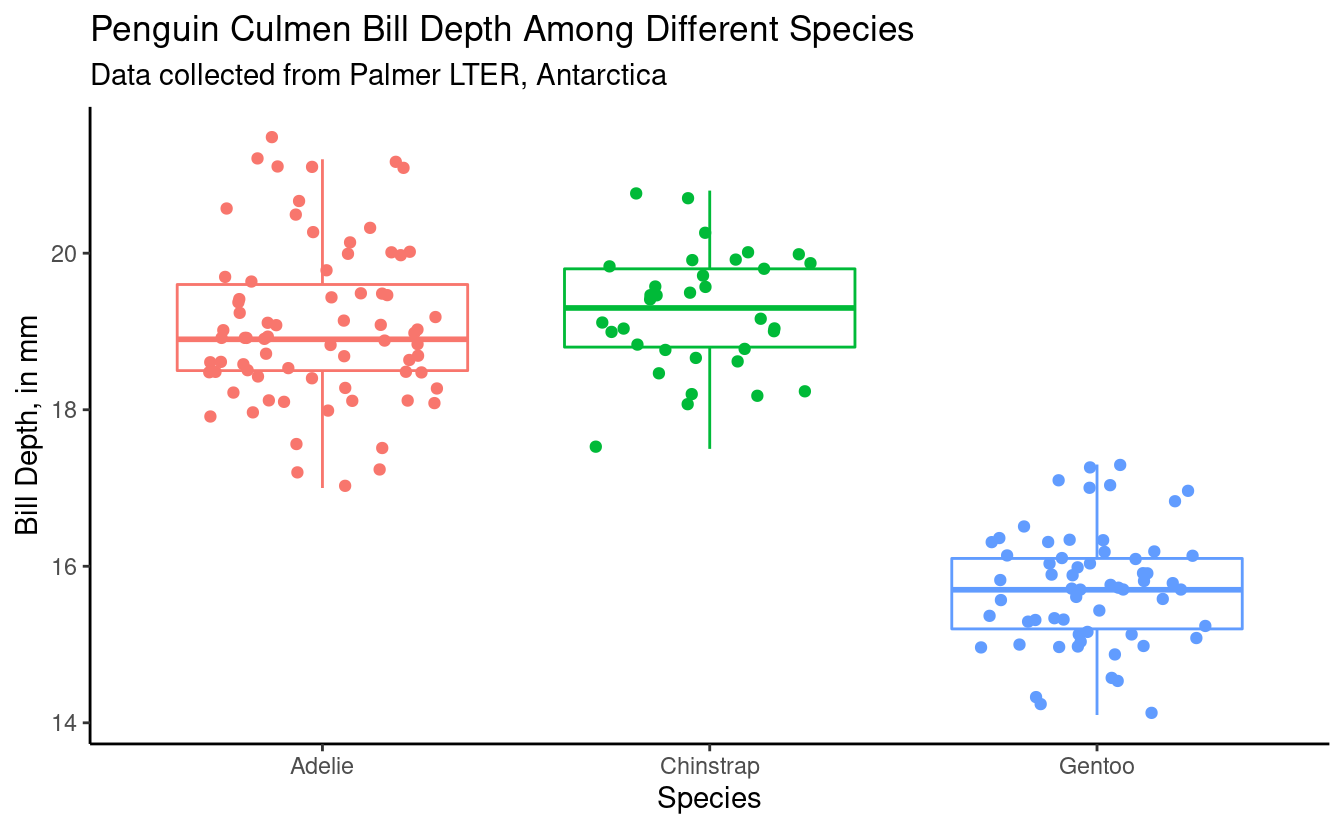 Penguin Culmen Bill Depth Among Different Species
Data collected from Palmer LTER, Antarctica
Bill Depth, in mm
20
18
16
14
Adelie Chinstrap Gentoo
Species